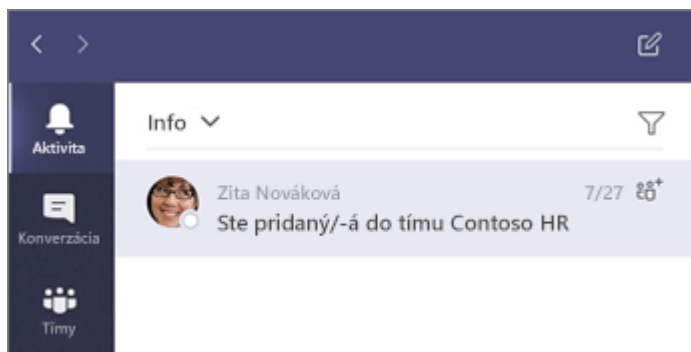 Aktivita
Info
Zita Nováková 7/27
Ste pridaný/-á do tímu Contoso HR
Konverzácia
Tímy